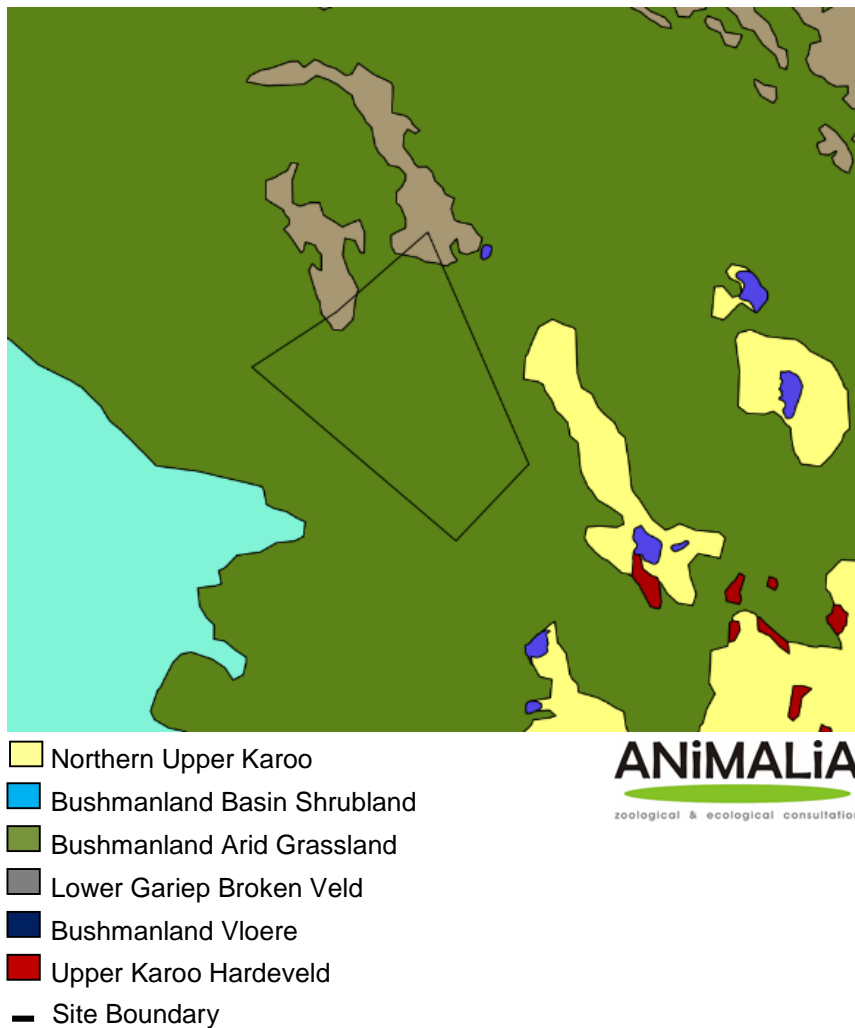 Northern Upper Karoo
ANiMALiA
Bushmanland Basin Shrubland
zoological & ecological consultation
Bushmanland Arid Grassland
Lower Gariep Broken Veld
Bushmanland Vloere
Upper Karoo Hardeveld
Site Boundary